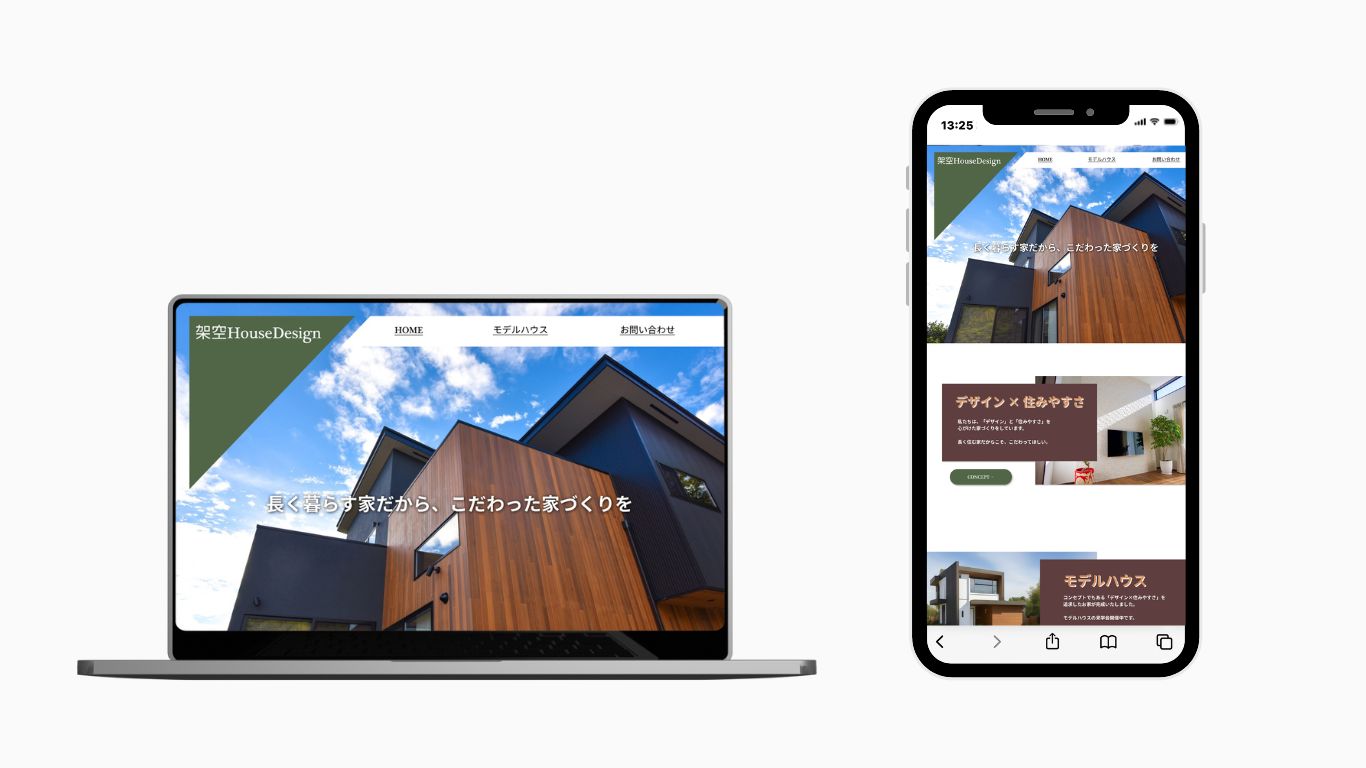 架空HouseDesign
HOME
モデルハウス
お問い合わせ
長く暮らす家だから、こだわった家づくりを
13:25
架空HouseDesign
HOME
モデルハウス
お問い合わせ
長く暮らす家だから、こだわった家づくりを
デザイン × 住みやすさ
私たちは、「デザイン」と「住みやすさ」を
心がけた家づくりをしています。
長く住む家だからこそ、こだわってほしい。
CONCEPT
モデルハウス
コンセプトでもある「デザイン×住みやすさ」を
追求したお家が完成いたしました。
モデルハウスの見学会開催中です。